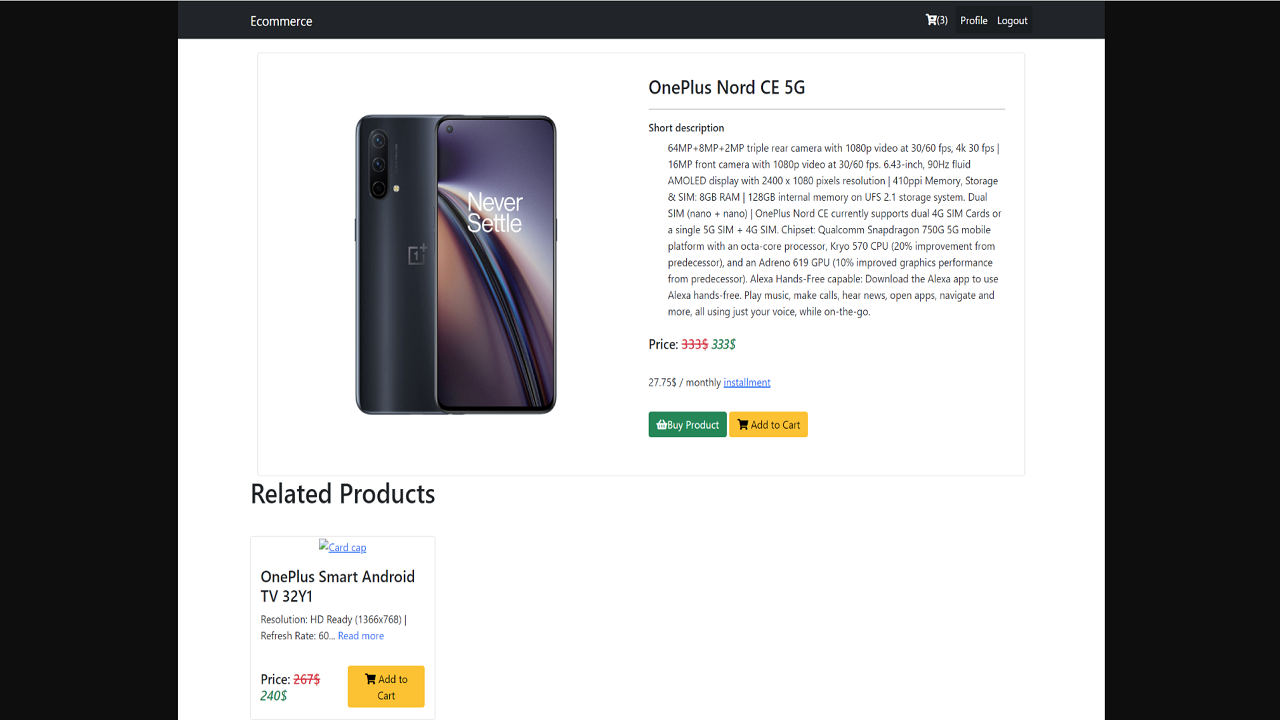 Ecommerce
(3) Profile Logout
OnePlus Nord CE 5G
Short description
64MP+8MP+2MP triple rear camera with 1080p video at 30/60 fps, 4k 30 fps |
16MP front camera with 1080p video at 30/60 fps. 6.43-inch, 90Hz fluid
AMOLED display with 2400 x 1080 pixels resolution | 410ppi Memory, Storage
& SIM: 8GB RAM | 128GB internal memory on UFS 2.1 storage system. Dual
SIM (nano + nano) | OnePlus Nord CE currently supports dual 4G SIM Cards or
a single 5G SIM + 4G SIM. Chipset: Qualcomm Snapdragon 750G 5G mobile
platform with an octa-core processor, Kryo 570 CPU (20% improvement from
predecessor), and an Adreno 619 GPU (10% improved graphics performance
from predecessor). Alexa Hands-Free capable: Download the Alexa app to use
Alexa hands-free. Play music, make calls, hear news, open apps, navigate and
more, all using just your voice, while on-the-go.
Never
Settle
Price: 333$ 333$
27.75$ / monthly installment
Buy Product Add to Cart
Related Products
Card cap
OnePlus Smart Android
TV 32Y1
Resolution: HD Ready (1366x768) |
Refresh Rate: 60... Read more
Price: 267$
240$
Add to
Cart